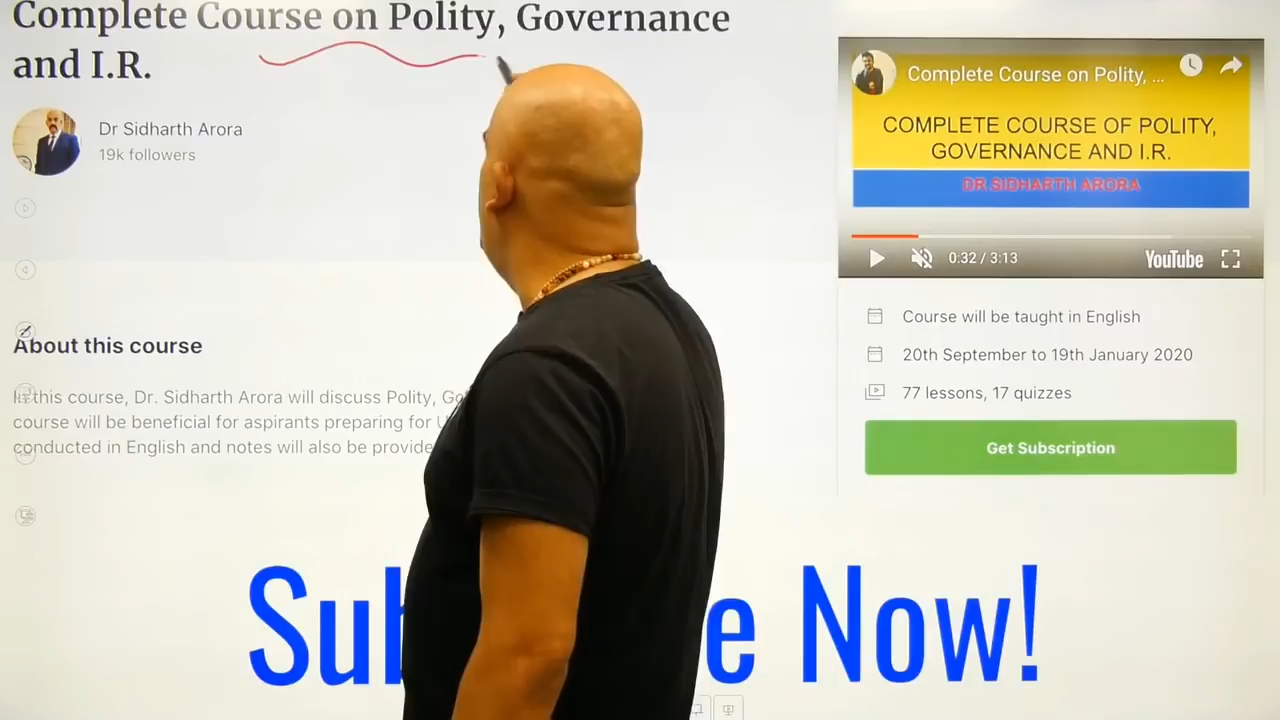 Complete Course on Polity, Governance
and I.R.
Dr Sidharth Arora
19k followers
About this course
In this course, Dr. Sidharth Arora will discuss Polity,
course will be beneficial for aspirants preparing for
conducted in English and notes will also be
Complete Course on Polity, ...
COMPLETE COURSE OF POLITY,
GOVERNANCE AND I.R.
DR SIDHARTH ARORA
0:32 / 3:13
YouTube
Course will be taught in English
20th September to 19th January 2020
77 lessons, 17 quizzes
Get Subscription
Now!